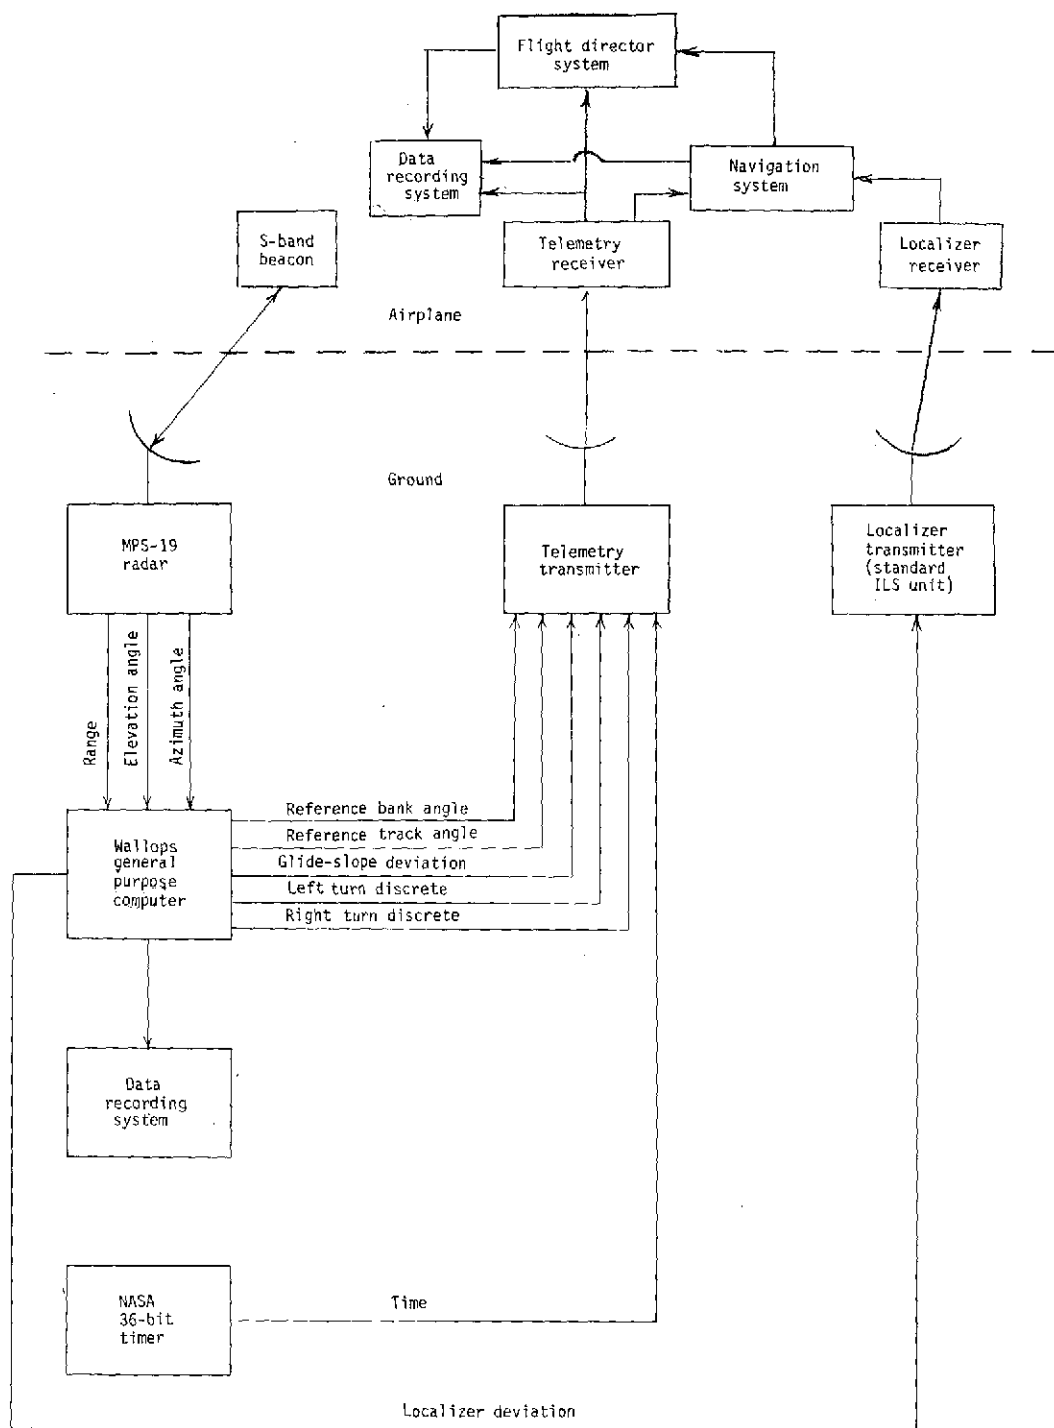 Flight director
system
Data
recording
system
Navigation
system
S-band
beacon
Telemetry
receiver
Localizer
receiver
Airplane
Ground
MPS-19
radar
Telemetry
transmitter
Localizer
transmitter
(standard
ILS unit)
Range
Elevation angle
Azimuth angle
Wallops
general
purpose
computer
Reference bank angle
Reference track angle
Glide-slope deviation
Left turn discrete
Right turn discrete
Data
recording
system
NASA
36-bit
timer
Time
Localizer deviation